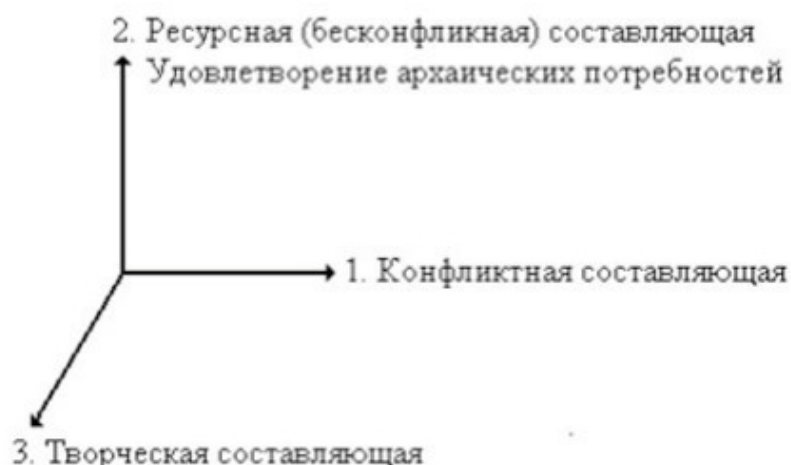 2. Ресурсная (бесконфликная) составляющая
Удовлетворение архаических потребностей
1. Конфликтная составляющая
3. Творческая составляющая